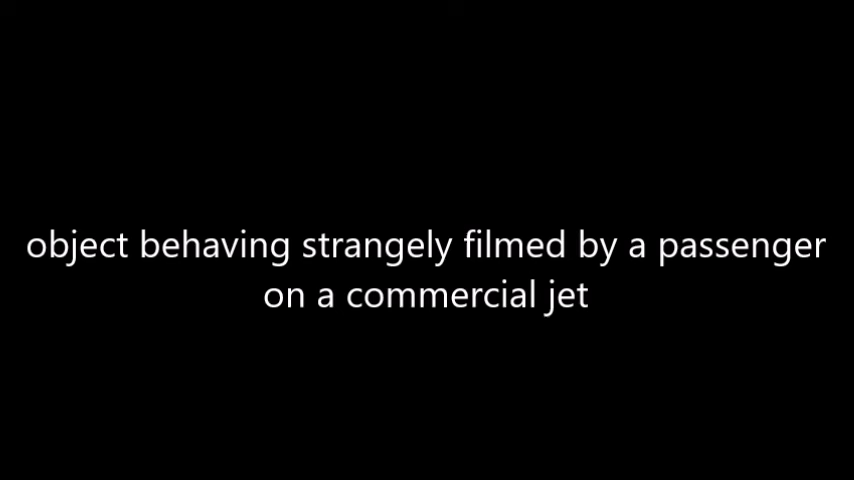 object behaving strangely filmed by a passenger
on a commercial jet